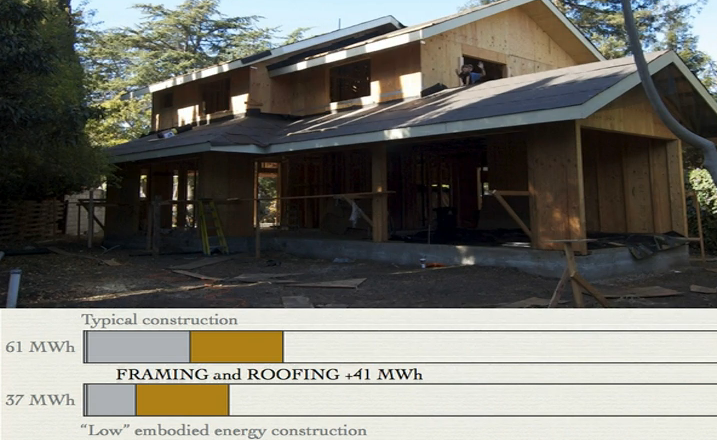 Typical construction
61 MWh
FRAMING and ROOFING +41 MWh
37 MWh
“Low” embodied energy construction